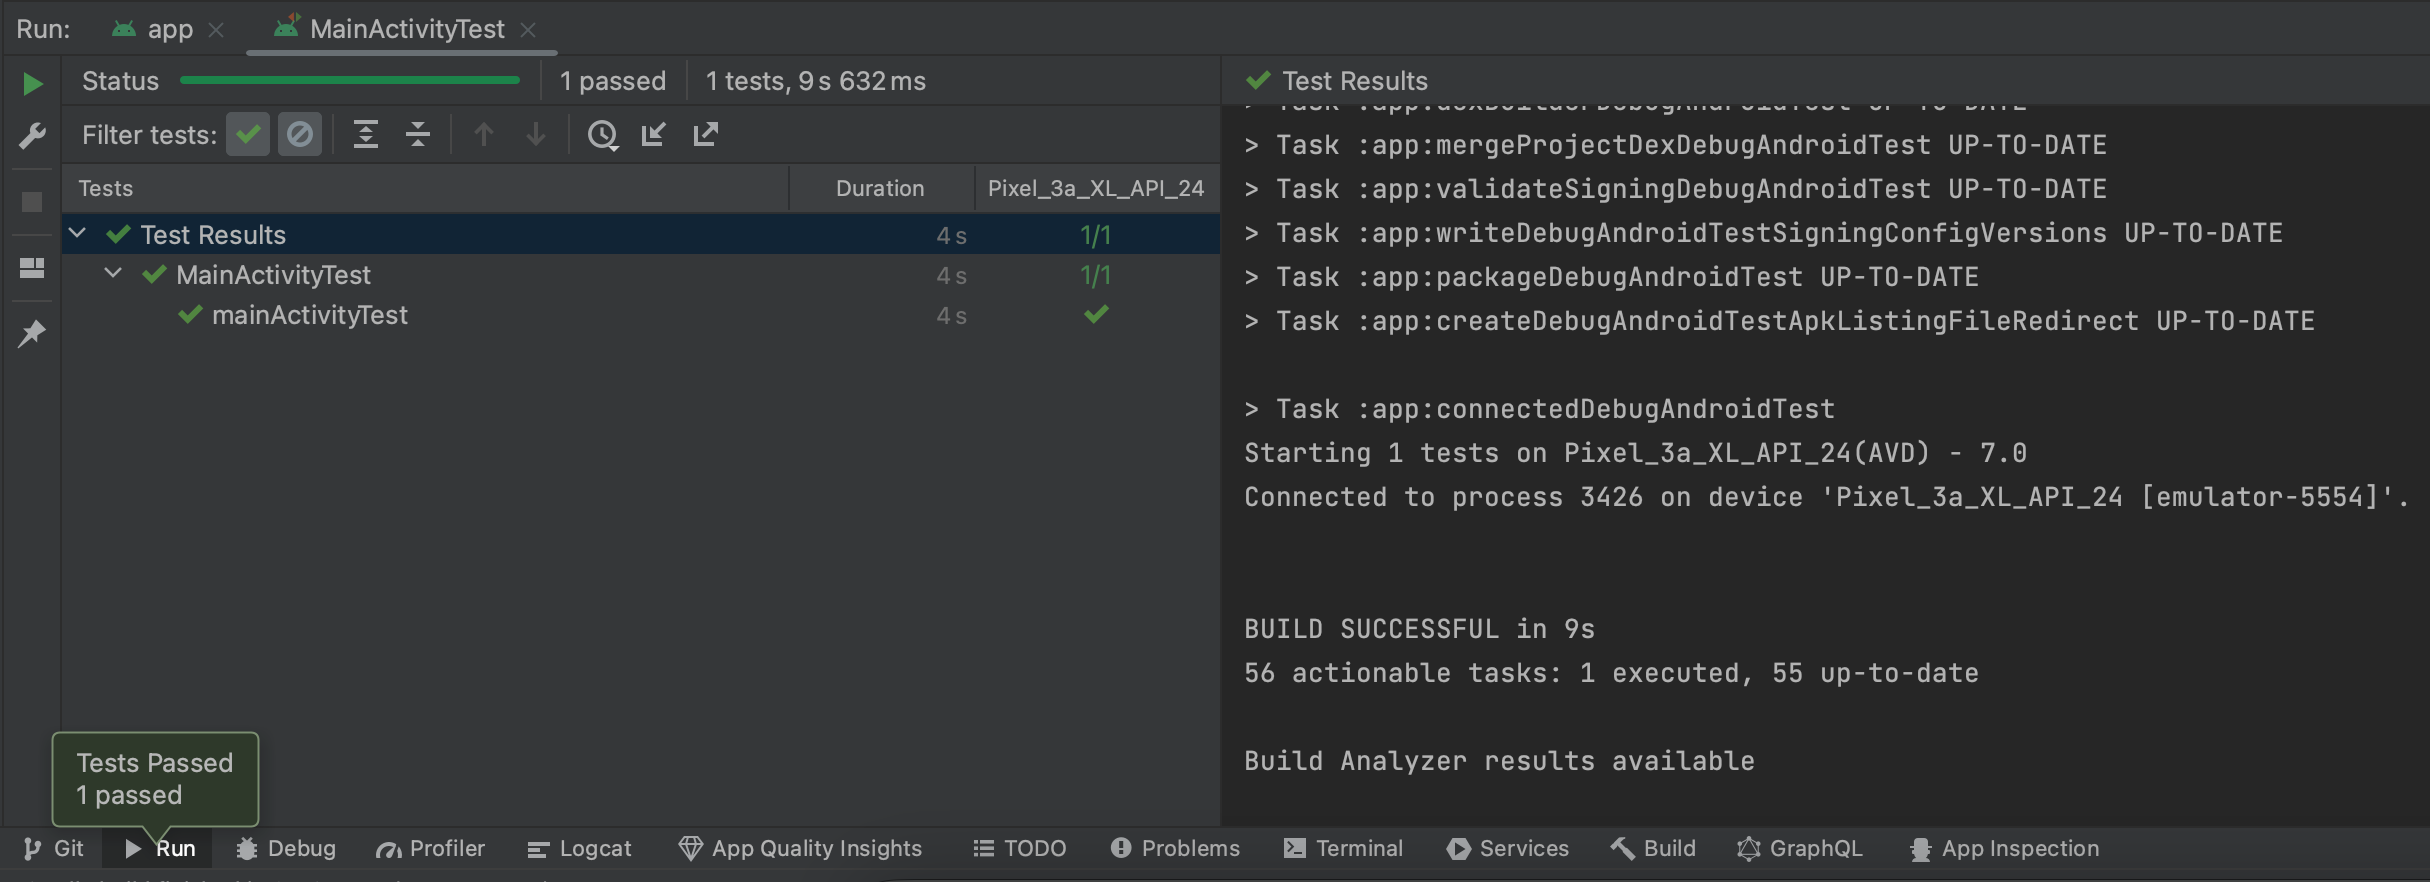 Run: app MainActivityTest
Status 1 passed 1 tests, 9 s 632 ms
Filter tests:
Tests Duration Pixel_3a_XL_API_24
Test Results 4 s 1/1
MainActivityTest 4 s 1/1
mainActivityTest 4 s
Tests Passed
1 passed
Test Results
> Task :app:dexBuilderDebugAndroidTest UP-TO-DATE
> Task :app:mergeProjectDexDebugAndroidTest UP-TO-DATE
> Task :app:validateSigningDebugAndroidTest UP-TO-DATE
> Task :app:writeDebugAndroidTestSigningConfigVersions UP-TO-DATE
> Task :app:packageDebugAndroidTest UP-TO-DATE
> Task :app:createDebugAndroidTestApkListingFileRedirect UP-TO-DATE
> Task :app:connectedDebugAndroidTest
Starting 1 tests on Pixel_3a_XL_API_24(AVD) - 7.0
Connected to process 3426 on device 'Pixel_3a_XL_API_24 [emulator-5554]'.
BUILD SUCCESSFUL in 9s
56 actionable tasks: 1 executed, 55 up-to-date
Build Analyzer results available
Git Run Debug Profiler Logcat App Quality Insights TODO Problems Terminal Services Build GraphQL App Inspection